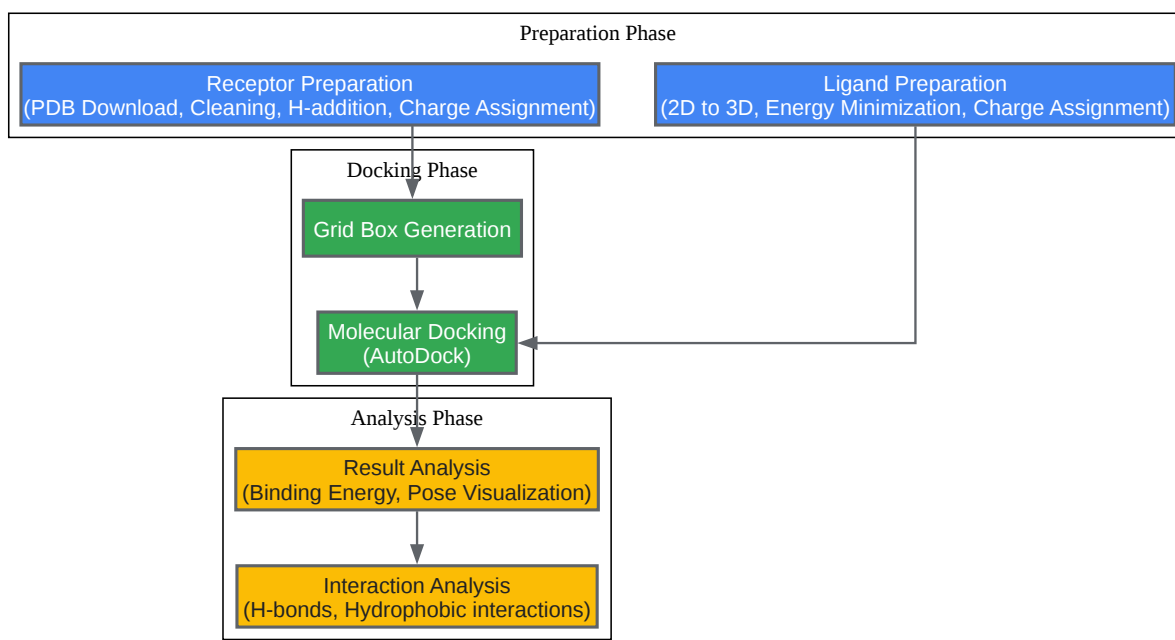 Preparation Phase
Receptor Preparation
(PDB Download, Cleaning, H-addition, Charge Assignment)
Ligand Preparation
(2D to 3D, Energy Minimization, Charge Assignment)
Docking Phase
Grid Box Generation
Molecular Docking
(AutoDock)
Analysis Phase
Result Analysis
(Binding Energy, Pose Visualization)
Interaction Analysis
(H-bonds, Hydrophobic interactions)